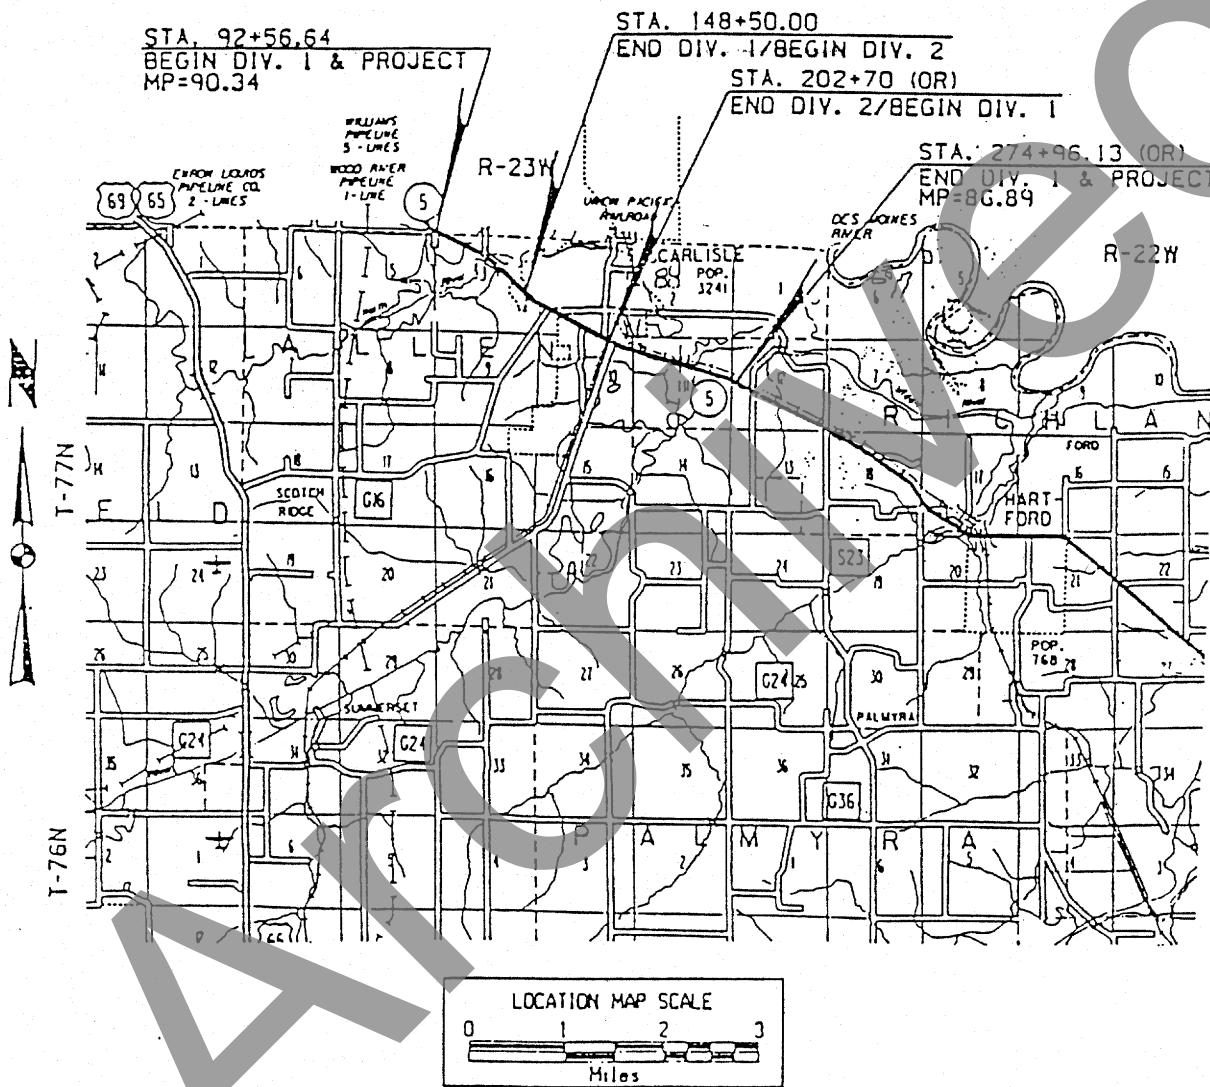 STA. 92+56.64
BEGIN DIV. 1 & PROJECT
MP=90.34
STA. 148+50.00
END DIV. 1/BEGIN DIV. 2
STA. 202+70 (OR)
END DIV. 2/BEGIN DIV. 1
STA. 274+96.13 (OR)
END DIV. 1 & PROJECT
MP=86.89
WILLIAMS
PIPELINE
3 - LINES
WOOD RIVER
PIPELINE
1 - LINE
ENRON LIQUIDS
PIPELINE CO.
2 - LINES
69 65
5
R-23W
UNION PACIFIC
RAILROAD
DES MOINES
RIVER
R-22W
CARLISLE
POP.
3241
A L L E N
5
R I C H L A N
FORD
T-77N
F I D
SCOTCH
RIDGE
G16
HART-
FORD
S23
POP.
768
SUMMERSET
G24
G24
G24
PALMYRA
G36
T-76N
P A L M Y R A
Archived
LOCATION MAP SCALE
0 1 2 3
Miles